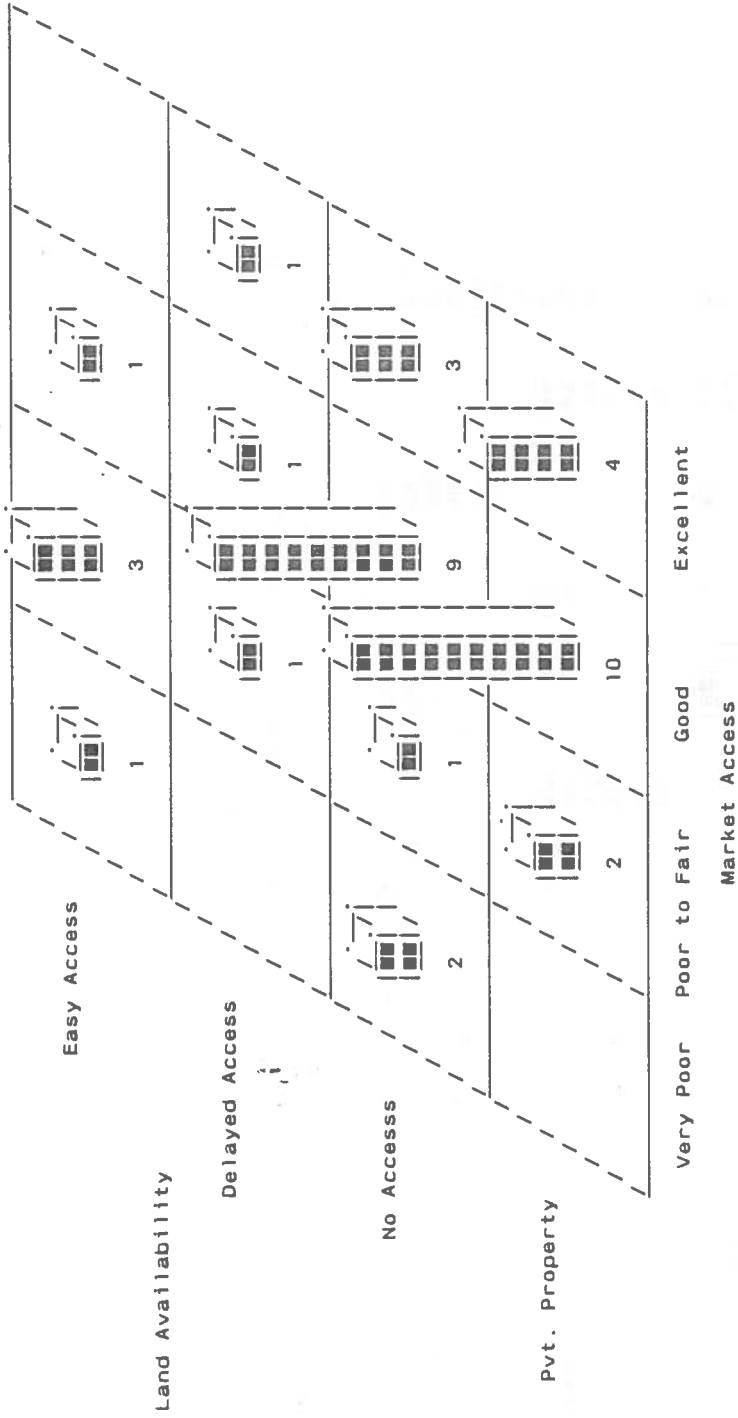 Easy Access
1 3 1
Land Availability
Delayed Access
1 1 1
No Accesss
2 1 9 3
Pvt. Property
2 10 4
Very Poor Poor to Fair Good Excellent
Market Access